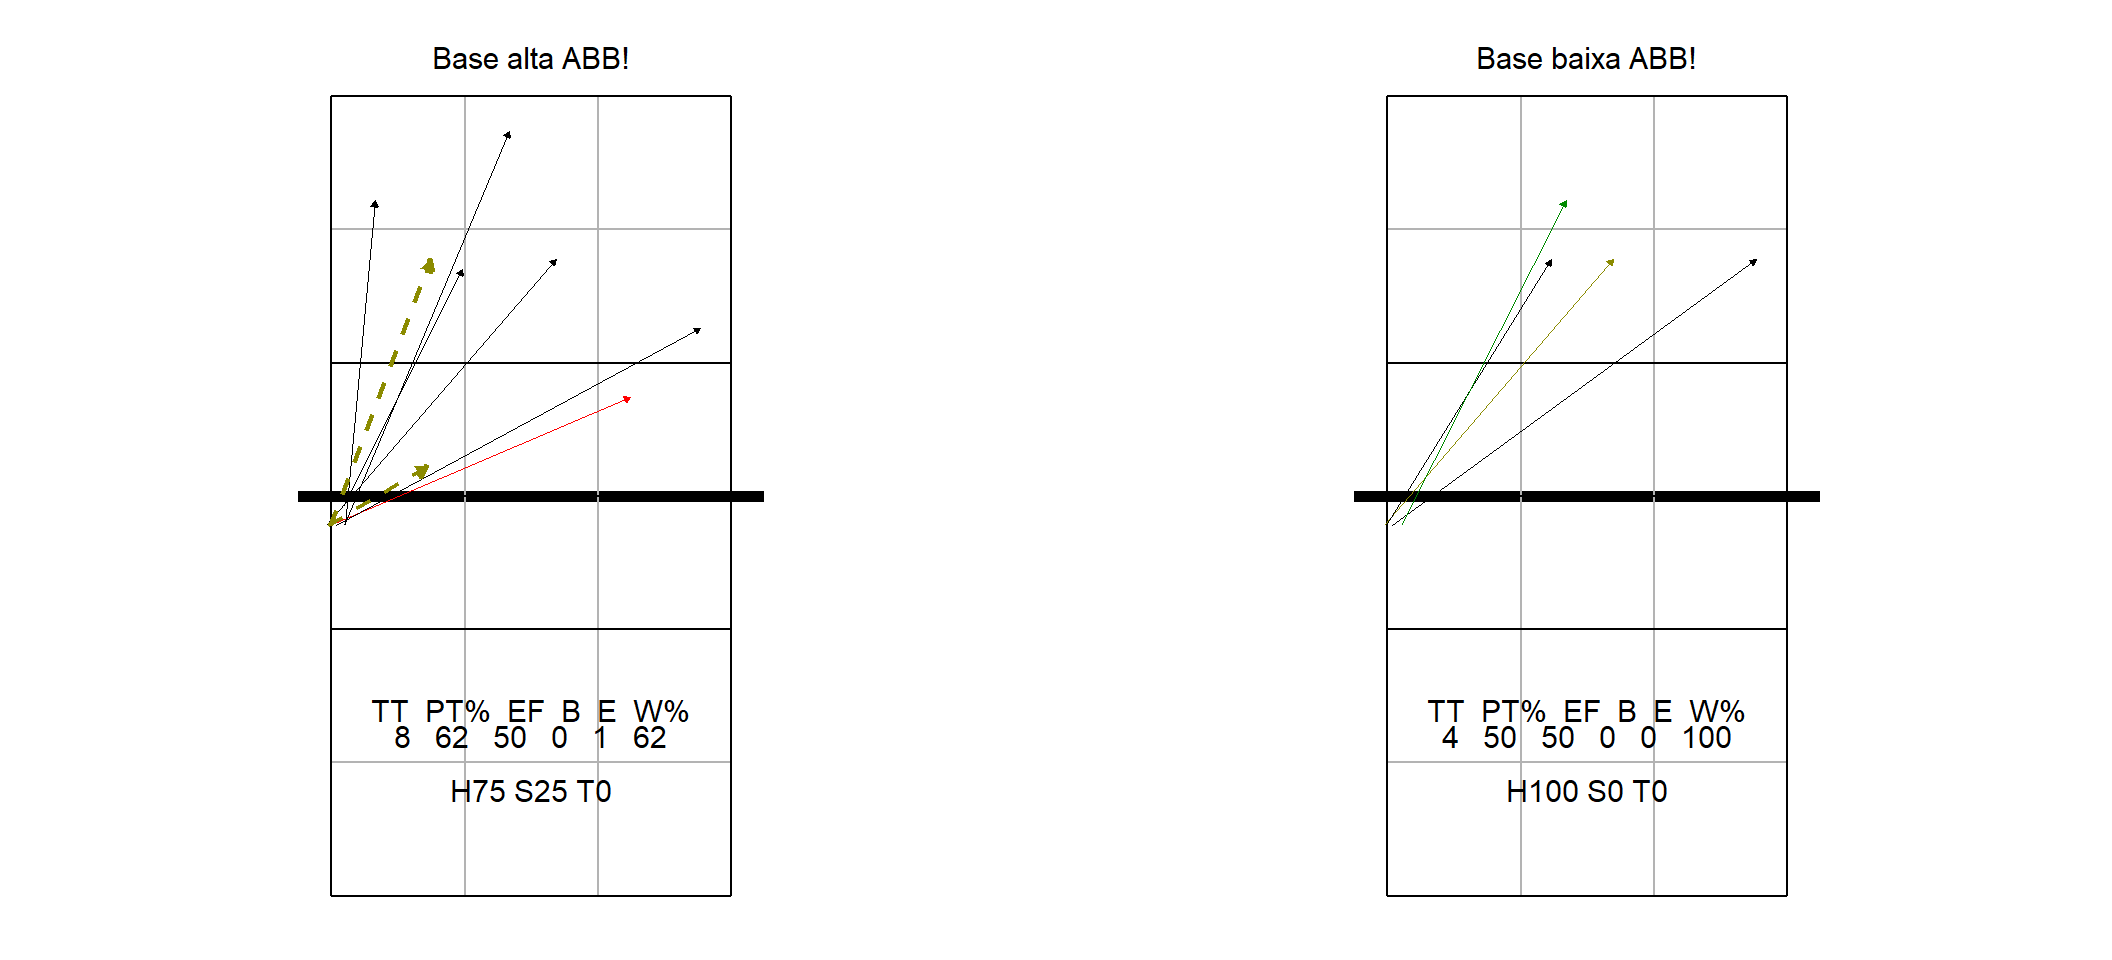 Base alta ABB!
TT PT% EF B E W%
8 62 50 0 1 62
H75 S25 T0
Base baixa ABB!
TT PT% EF B E W%
4 50 50 0 0 100
H100 S0 T0